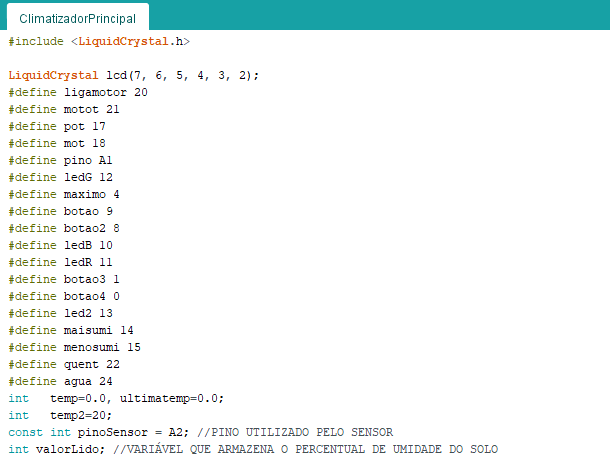 ClimatizadorPrincipal
#include <LiquidCrystal.h>
LiquidCrystal lcd(7, 6, 5, 4, 3, 2);
#define ligamotor 20
#define motot 21
#define pot 17
#define mot 18
#define pino A1
#define ledG 12
#define maximo 4
#define botao 9
#define botao2 8
#define ledB 10
#define ledR 11
#define botao3 1
#define botao4 0
#define led2 13
#define maisumi 14
#define menosumi 15
#define quent 22
#define agua 24
int   temp=0.0, ultimatemp=0.0;
int   temp2=20;
const int pinoSensor = A2; //PINO UTILIZADO PELO SENSOR
int valorLido; //VARIÁVEL QUE ARMAZENA O PERCENTUAL DE UMIDADE DO SOLO